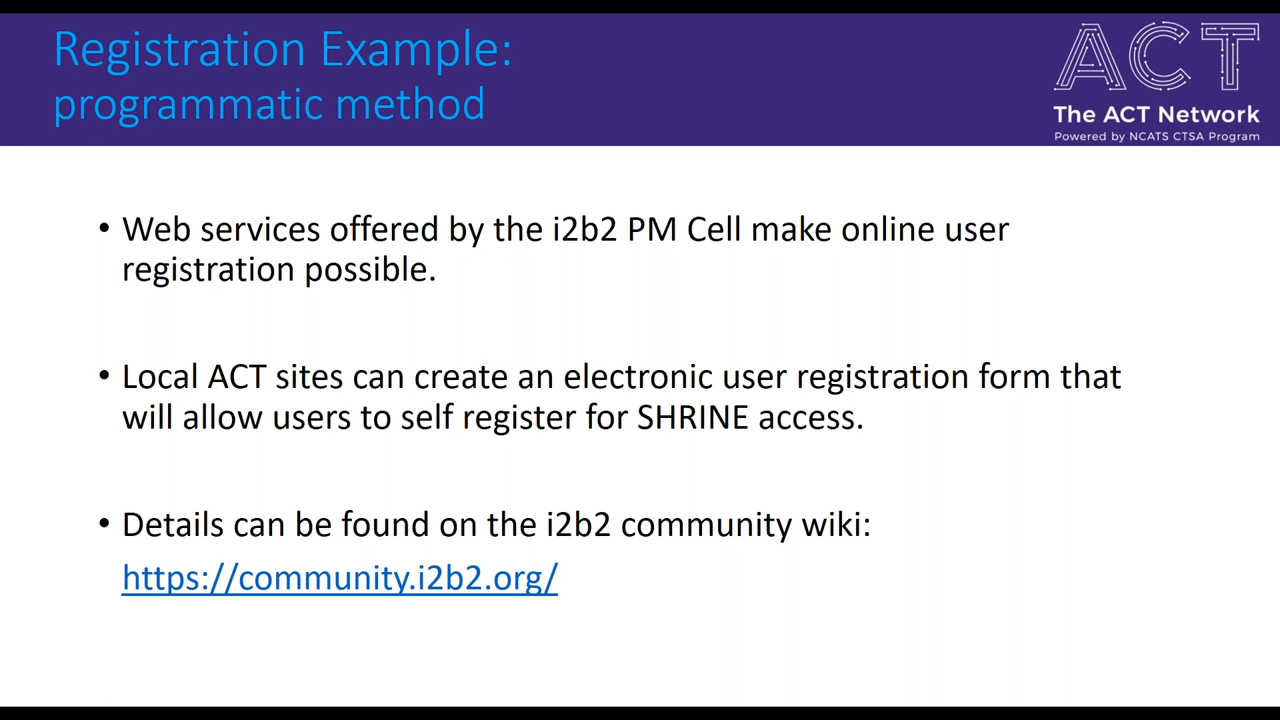 Registration Example:
programmatic method
ACT
The ACT Network
Powered by NCATS CTSA Program
• Web services offered by the i2b2 PM Cell make online user
registration possible.
• Local ACT sites can create an electronic user registration form that
will allow users to self register for SHRINE access.
• Details can be found on the i2b2 community wiki:
https://community.i2b2.org/